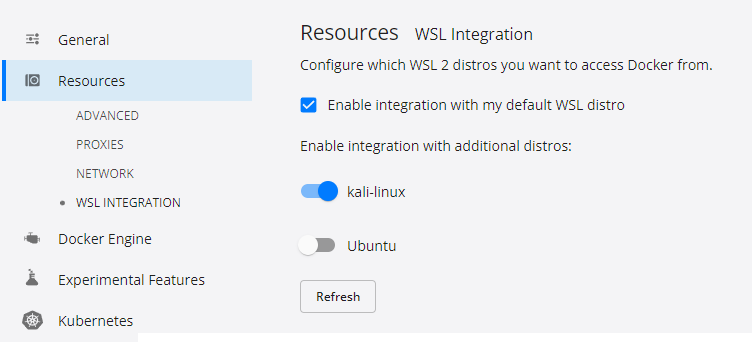 General
Resources
ADVANCED
PROXIES
NETWORK
WSL INTEGRATION
Docker Engine
Experimental Features
Kubernetes
Resources WSL Integration
Configure which WSL 2 distros you want to access Docker from.
Enable integration with my default WSL distro
Enable integration with additional distros:
kali-linux
Ubuntu
Refresh